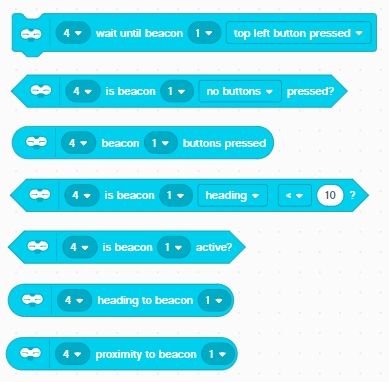 4 wait until beacon 1 top left button pressed
4 is beacon 1 no buttons pressed?
4 beacon 1 buttons pressed
4 is beacon 1 heading < 10 ?
4 is beacon 1 active?
4 heading to beacon 1
4 proximity to beacon 1